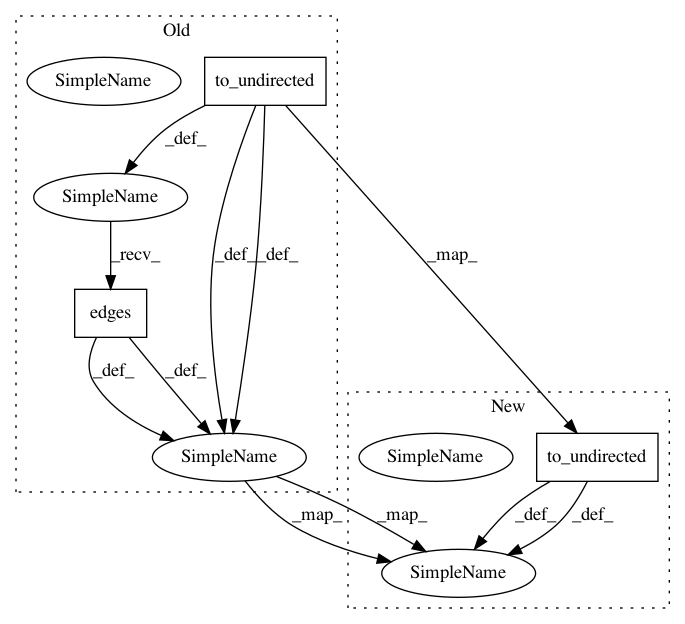 Old
SimpleName
to_undirected
_def_
SimpleName
_recv_
_def_
_def_
_map_
edges
_def_
_def_
New
SimpleName
SimpleName
to_undirected
_map_
_map_
_def_
_def_
SimpleName